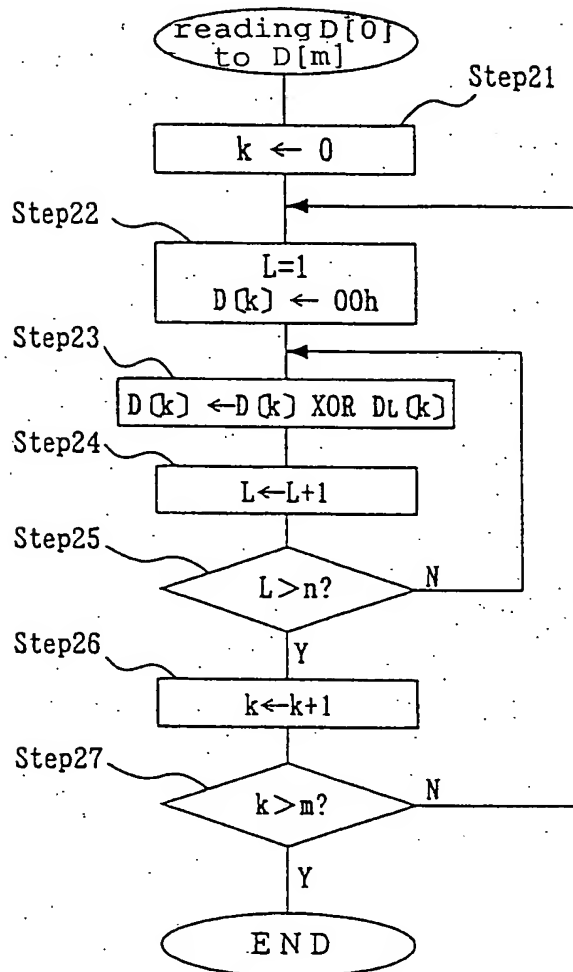 reading D[0]
to D[m]
Step21
k ← 0
Step22
L=1
D[k] ← 00h
Step23
D[k] ←D[k] XOR DL[k]
Step24
L←L+1
Step25
L>n?
N
Y
Step26
k←k+1
Step27
k>m?
N
Y
END